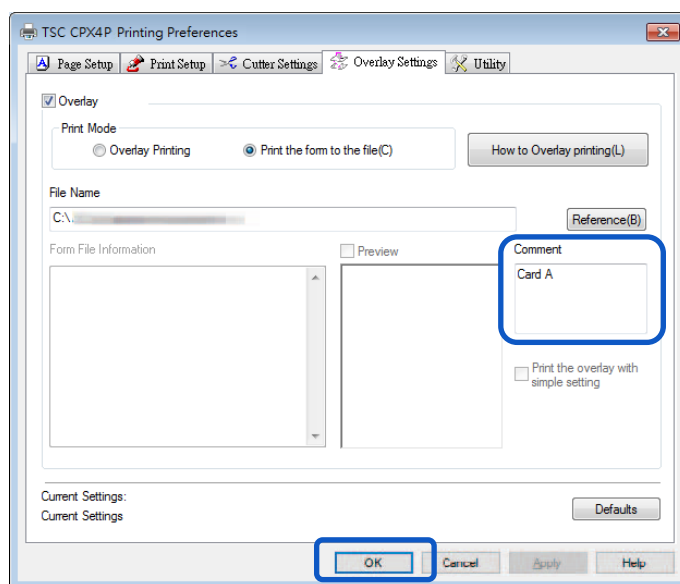 TSC CPX4P Printing Preferences
Page Setup Print Setup Cutter Settings Overlay Settings Utility
Overlay
Print Mode
Overlay Printing Print the form to the file(C) How to Overlay printing(L)
File Name
C:\. Reference(B)
Form File Information Preview Comment
Card A
Print the overlay with
simple setting
Current Settings:
Current Settings Defaults
OK Cancel Apply Help